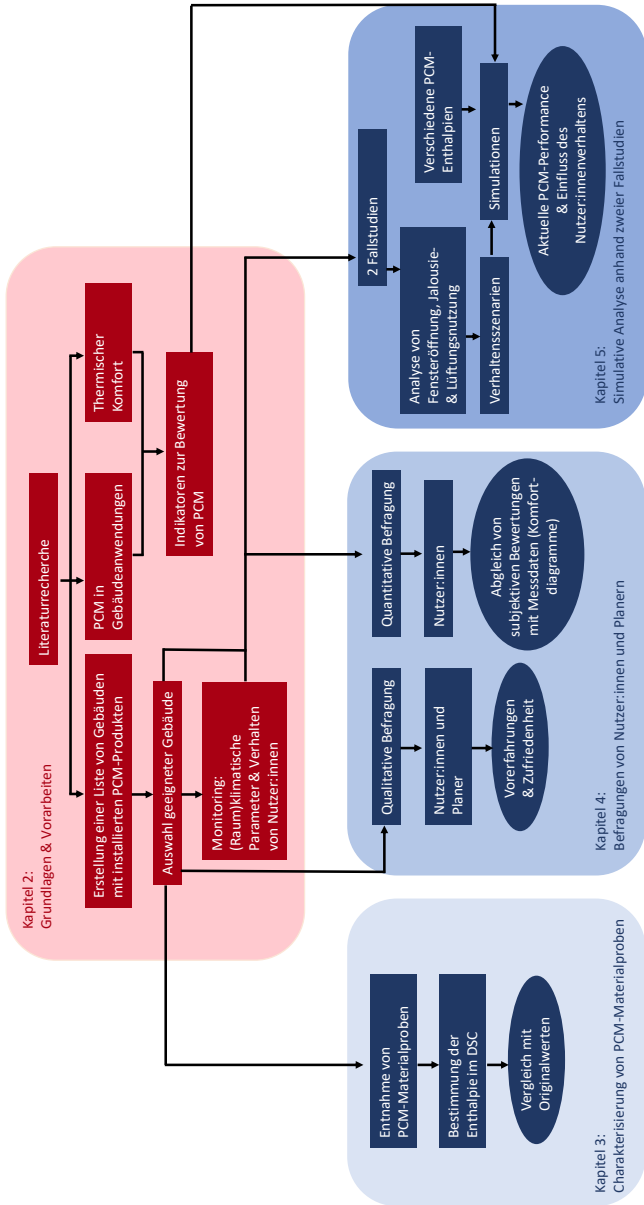 Kapitel 2:
Grundlagen & Vorarbeiten
Literaturrecherche
Erstellung einer Liste von Gebäuden
mit installierten PCM-Produkten
PCM in
Gebäudeanwendungen
Thermischer
Komfort
Auswahl geeigneter Gebäude
Monitoring:
(Raum)klimatische
Parameter & Verhalten
von Nutzer:innen
Indikatoren zur Bewertung
von PCM
Entnahme von
PCM-Materialproben
Bestimmung der
Enthalpie im DSC
Vergleich mit
Originalwerten
Kapitel 3:
Charakterisierung von PCM-Materialproben
Qualitative Befragung
Nutzer:innen und
Planer
Vorerfahrungen
& Zufriedenheit
Quantitative Befragung
Nutzer:innen
Abgleich von
subjektiven Bewertungen
mit Messdaten (Komfort-
diagramme)
Kapitel 4:
Befragungen von Nutzer:innen und Planern
2 Fallstudien
Analyse von
Fensteröffnung, Jalousie-
& Lüftungsnutzung
Verhaltensszenarien
Verschiedene PCM-
Enthalpien
Simulationen
Aktuelle PCM-Performance
& Einfluss des
Nutzer:innenverhaltens
Kapitel 5:
Simulative Analyse anhand zweier Fallstudien